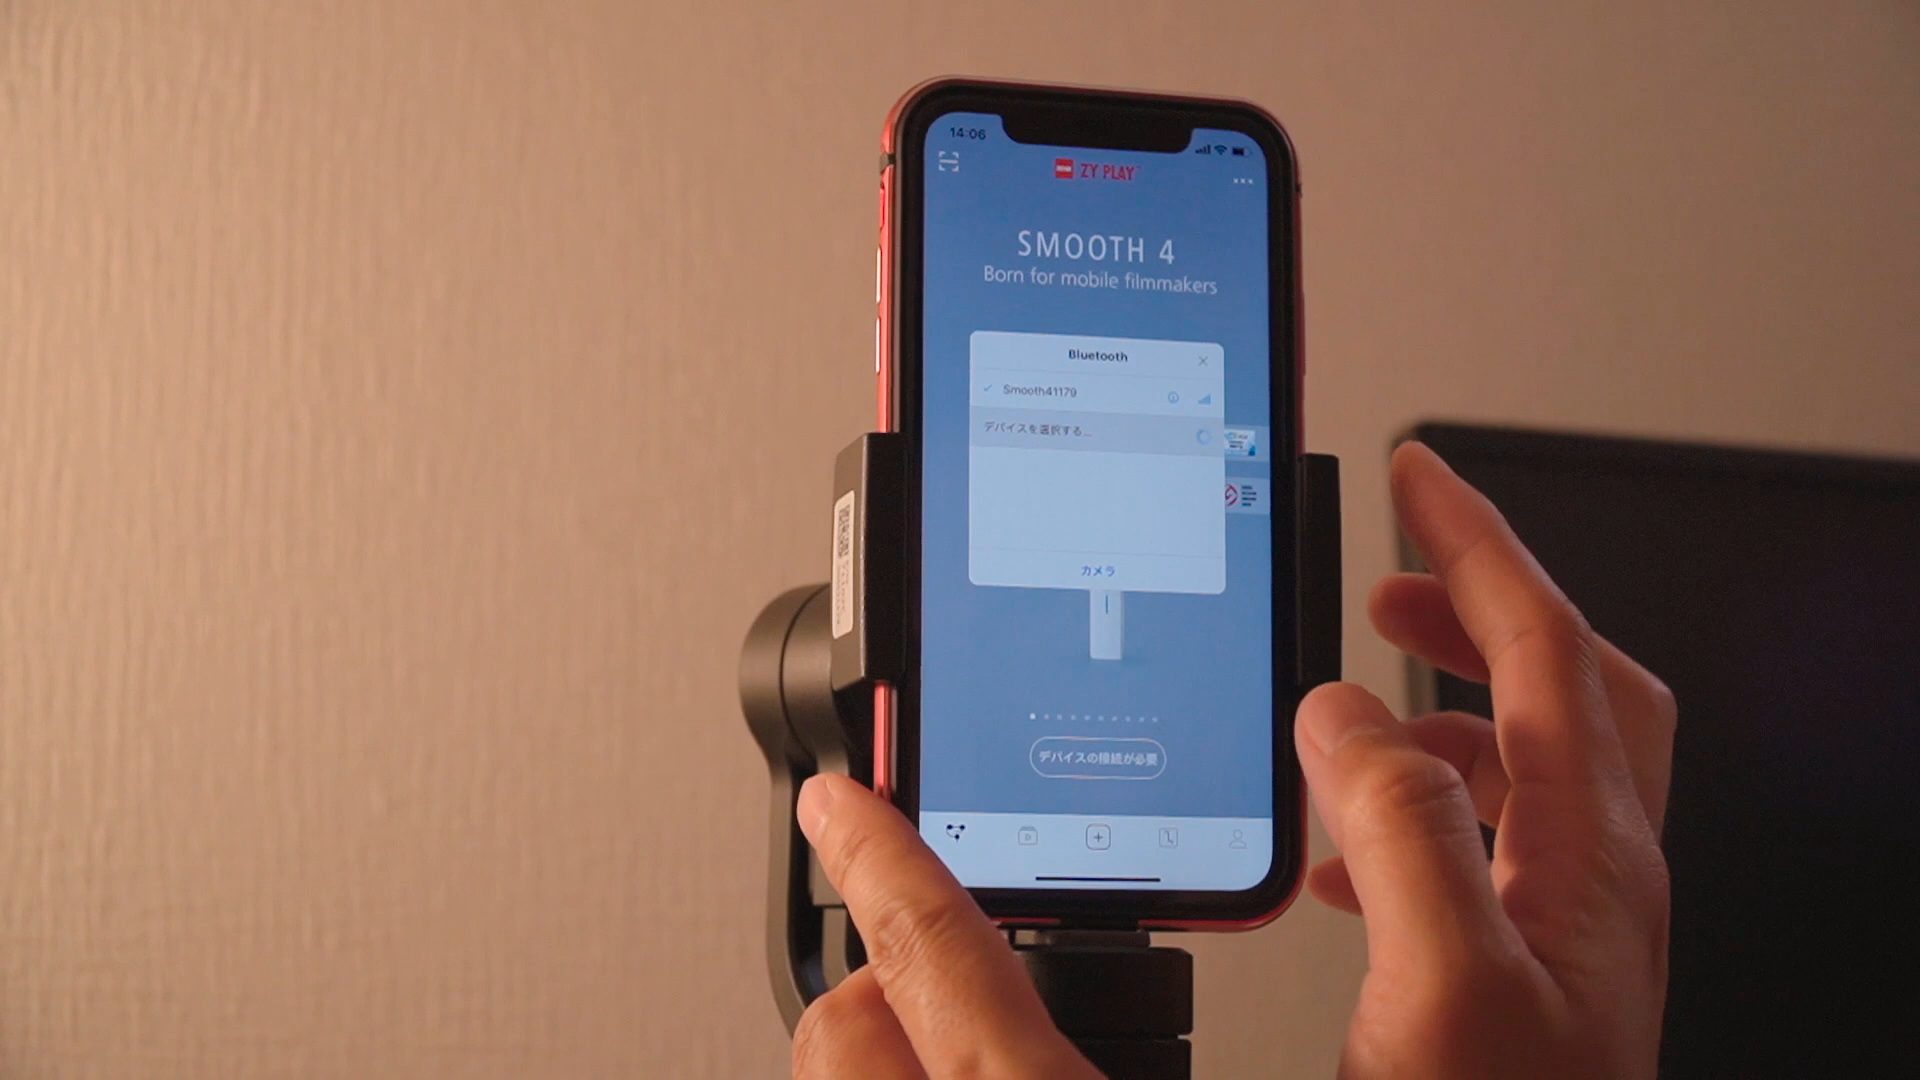 14:06
ZY PLAY
SMOOTH 4
Born for mobile filmmakers
Bluetooth
Smooth41179
デバイスを選択する...
カメラ
デバイスの接続が必要